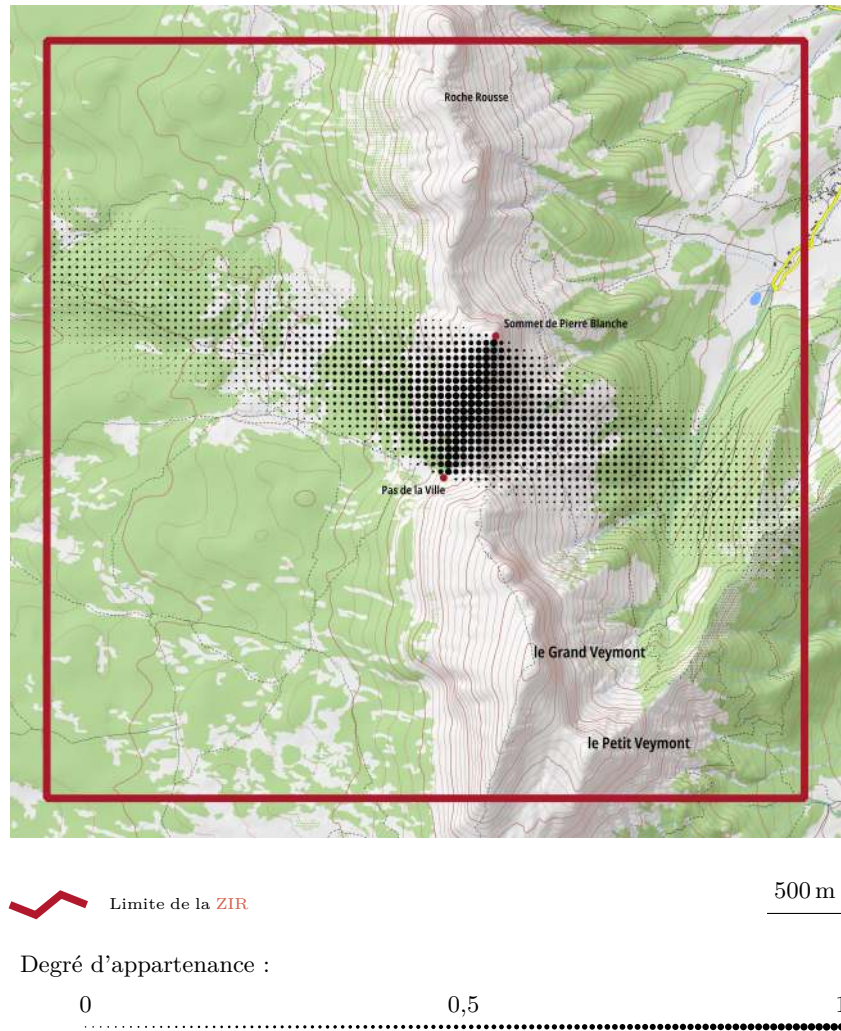 Roche Rousse
Sommet de Pierre Blanche
Pas de la Ville
le Grand Veymont
le Petit Veymont
Limite de la ZIR
500 m
Degré d'appartenance :
0 0,5 1